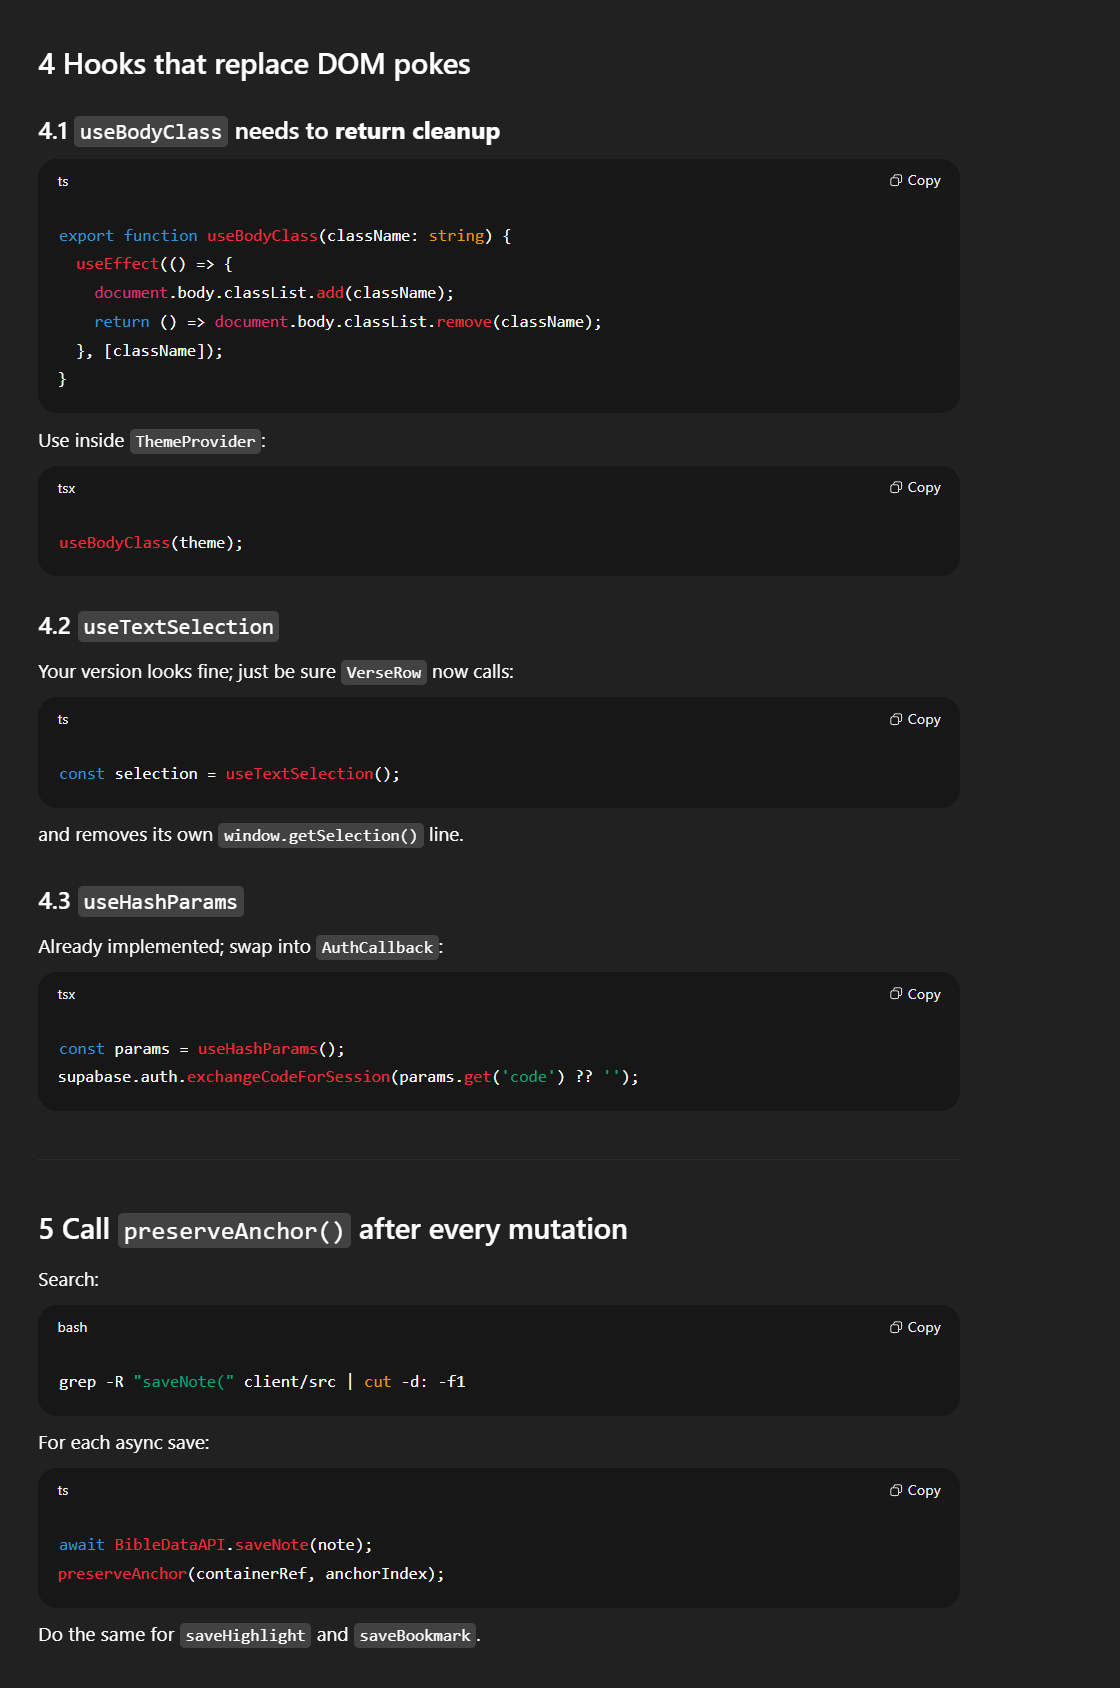 4 Hooks that replace DOM pokes
4.1 useBodyClass needs to return cleanup
ts
Copy
export function useBodyClass(className: string) {
  useEffect(() => {
    document.body.classList.add(className);
    return () => document.body.classList.remove(className);
  }, [className]);
}
Use inside ThemeProvider:
tsx
Copy
useBodyClass(theme);
4.2 useTextSelection
Your version looks fine; just be sure VerseRow now calls:
ts
Copy
const selection = useTextSelection();
and removes its own window.getSelection() line.
4.3 useHashParams
Already implemented; swap into AuthCallback:
tsx
Copy
const params = useHashParams();
supabase.auth.exchangeCodeForSession(params.get('code') ?? '');
5 Call preserveAnchor() after every mutation
Search:
bash
Copy
grep -R "saveNote(" client/src | cut -d: -f1
For each async save:
ts
Copy
await BibleDataAPI.saveNote(note);
preserveAnchor(containerRef, anchorIndex);
Do the same for saveHighlight and saveBookmark.